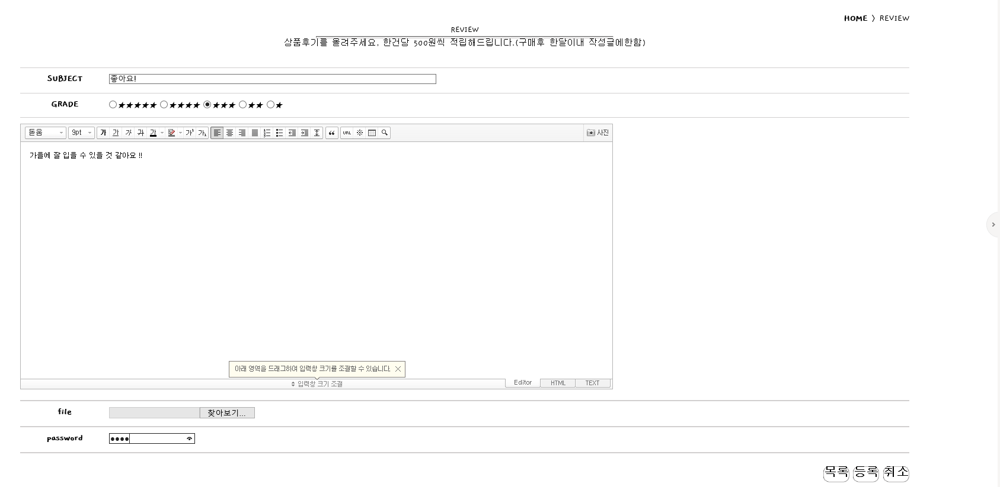 HOME 〉 REVIEW
REVIEW
상품후기를 올려주세요, 한건당 500원씩 적립해드립니다.(구매후 한달이내 작성글에한함)
SUBJECT 좋아요!
GRADE ★★★★★ ★★★★ ★★★ ★★ ★
돋움 9pt 가 가 가 가 가 가¹ 가₁ URL ※ 사진
가을에 잘 입을 수 있을 것 같아요 !!
아래 영역을 드래그하여 입력창 크기를 조절할 수 있습니다.
입력창 크기 조절 Editor HTML TEXT
file 찾아보기...
password ●●●●
목록 등록 취소